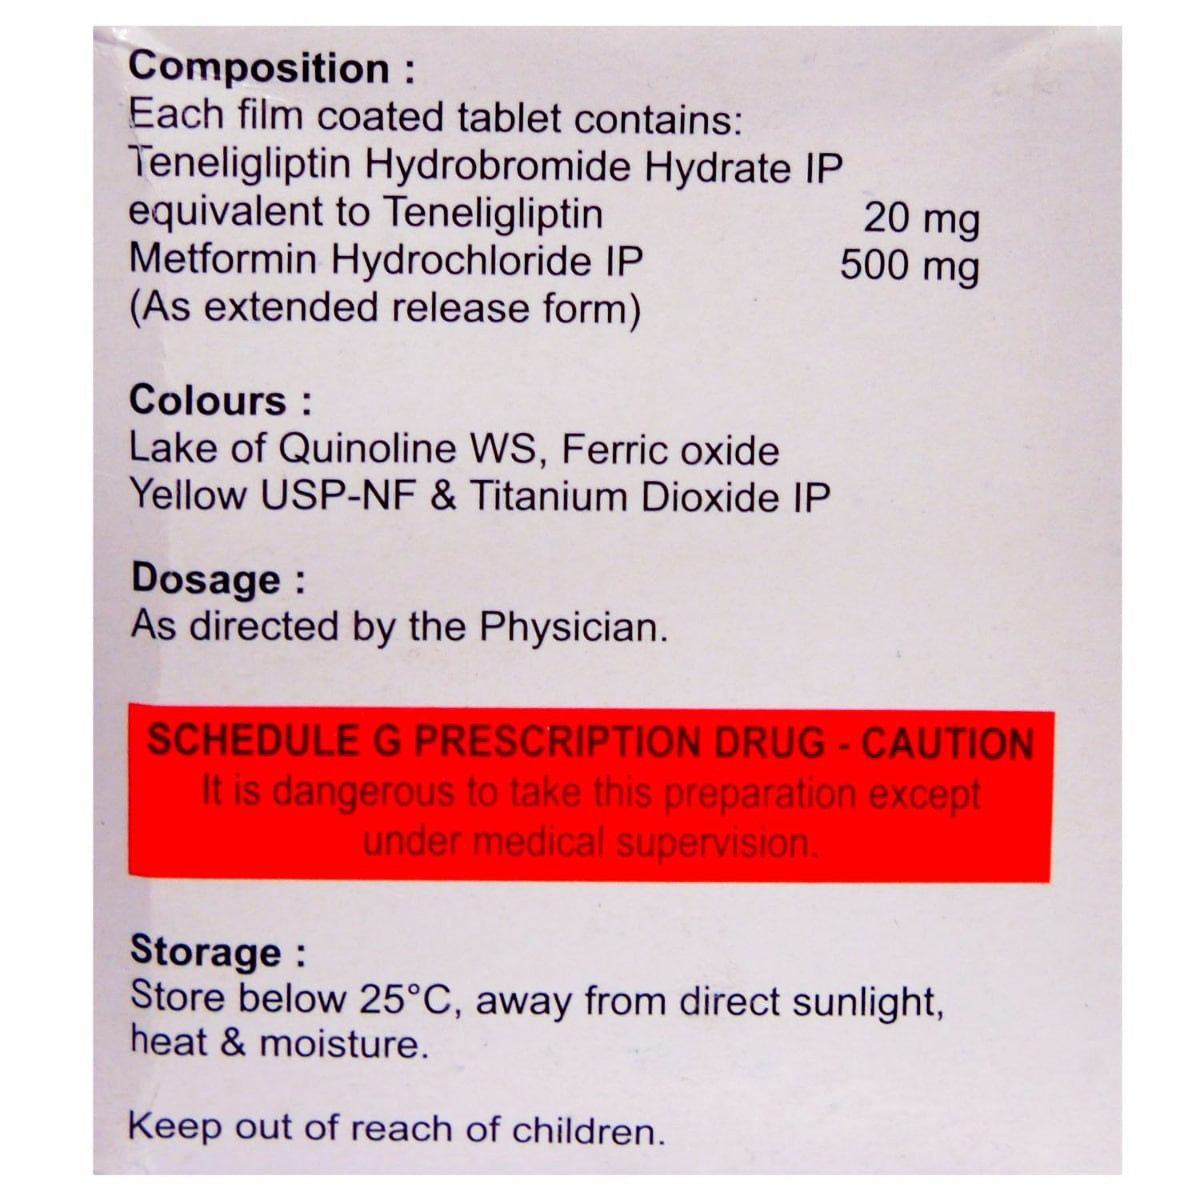 Composition :
Each film coated tablet contains:
Teneligliptin Hydrobromide Hydrate IP
equivalent to Teneligliptin 20 mg
Metformin Hydrochloride IP 500 mg
(As extended release form)
Colours :
Lake of Quinoline WS, Ferric oxide
Yellow USP-NF & Titanium Dioxide IP
Dosage :
As directed by the Physician.
SCHEDULE G PRESCRIPTION DRUG - CAUTION
It is dangerous to take this preparation except
under medical supervision.
Storage :
Store below 25°C, away from direct sunlight,
heat & moisture.
Keep out of reach of children.